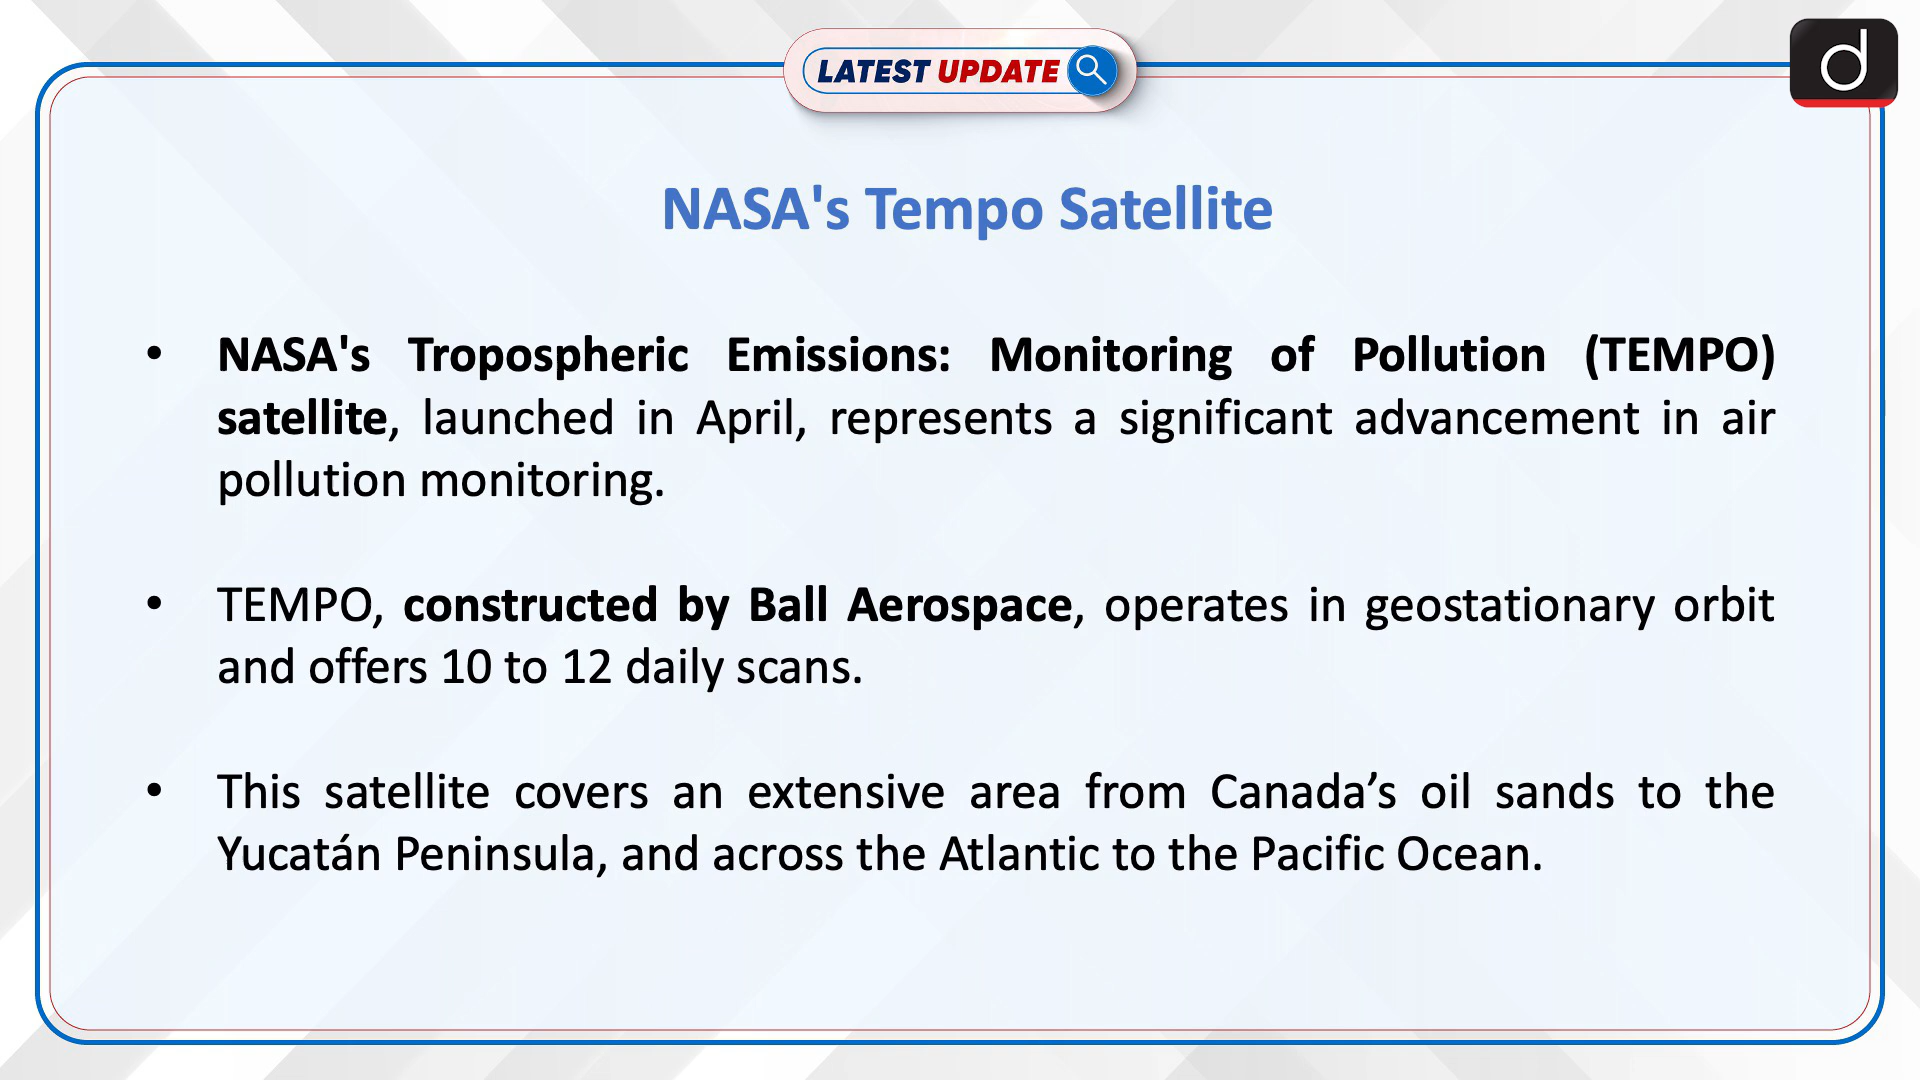 LATEST UPDATE
d
NASA's Tempo Satellite
• NASA's Tropospheric Emissions: Monitoring of Pollution (TEMPO)
satellite, launched in April, represents a significant advancement in air
pollution monitoring.
• TEMPO, constructed by Ball Aerospace, operates in geostationary orbit
and offers 10 to 12 daily scans.
• This satellite covers an extensive area from Canada’s oil sands to the
Yucatán Peninsula, and across the Atlantic to the Pacific Ocean.